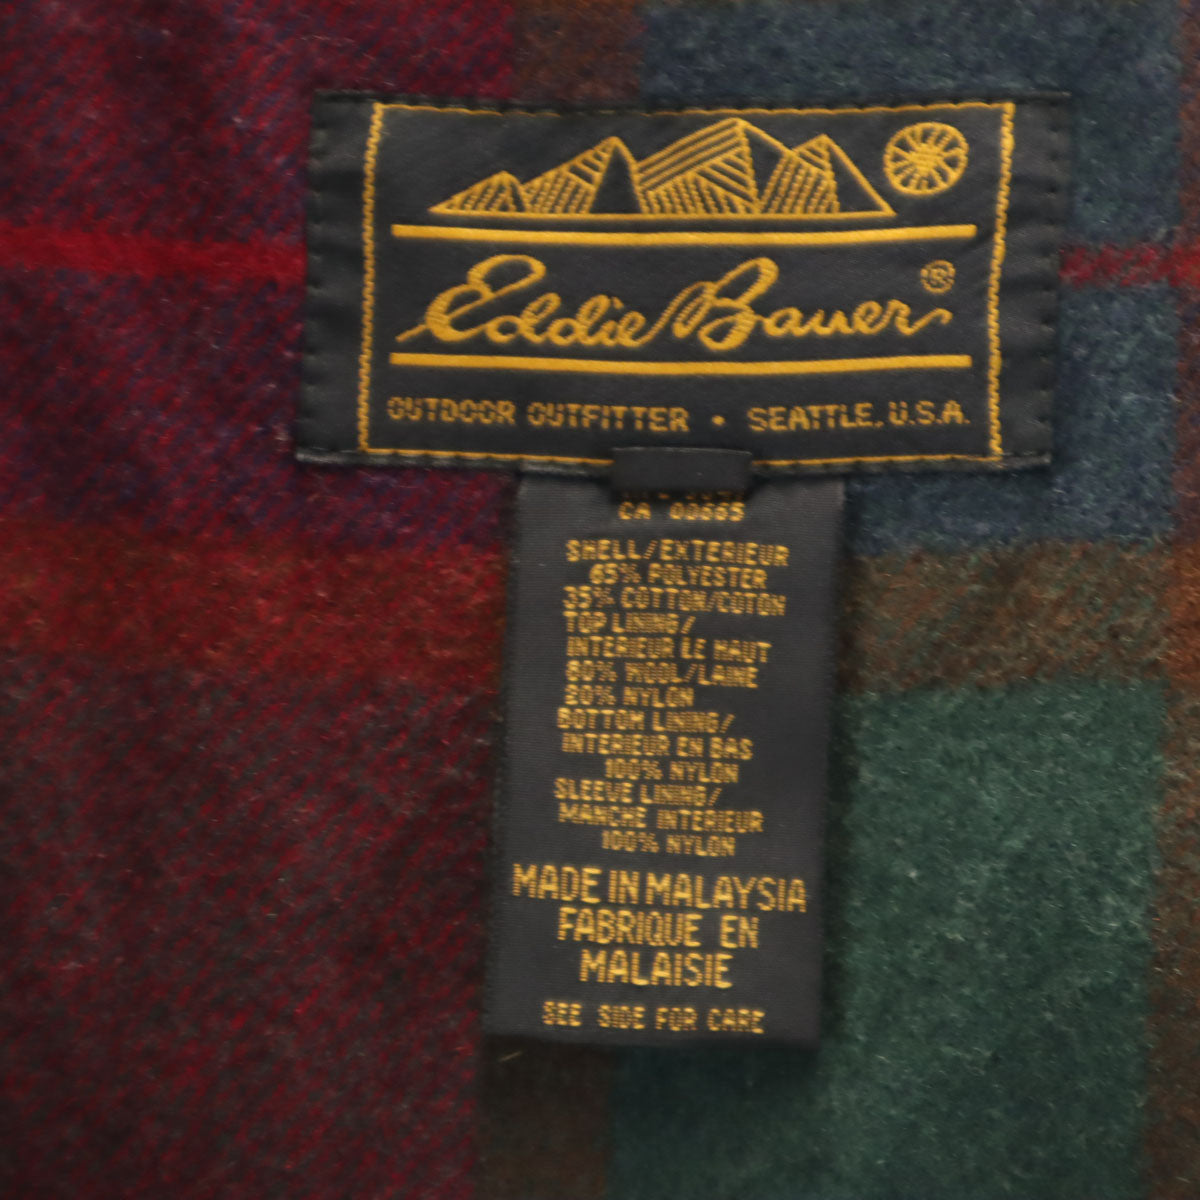 Eddie Bauer®
OUTDOOR OUTFITTER • SEATTLE, U.S.A.
CA 00665
SHELL/EXTERIEUR
65% POLYESTER
35% COTTON/COTON
TOP LINING/
INTERIEUR LE HAUT
80% WOOL/LAINE
20% NYLON
BOTTOM LINING/
INTERIEUR EN BAS
100% NYLON
SLEEVE LINING/
MANCHE INTERIEUR
100% NYLON
MADE IN MALAYSIA
FABRIQUE EN
MALAISIE
SEE SIDE FOR CARE